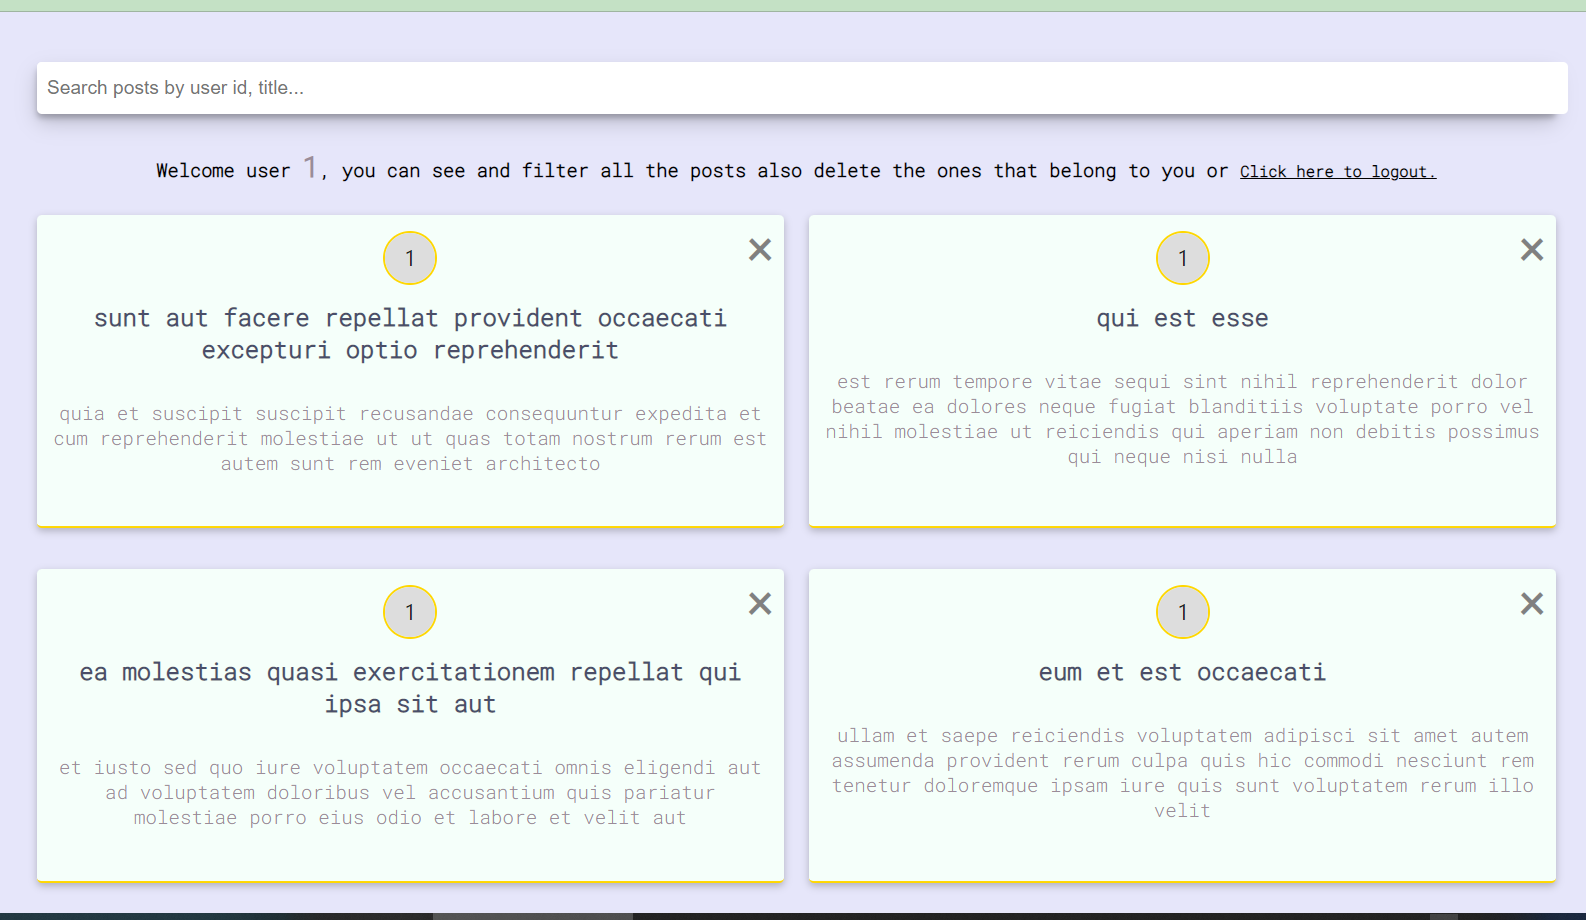 Search posts by user id, title...
Welcome user 1, you can see and filter all the posts also delete the ones that belong to you or Click here to logout.
1
sunt aut facere repellat provident occaecati
excepturi optio reprehenderit
quia et suscipit suscipit recusandae consequuntur expedita et
cum reprehenderit molestiae ut ut quas totam nostrum rerum est
autem sunt rem eveniet architecto
1
qui est esse
est rerum tempore vitae sequi sint nihil reprehenderit dolor
beatae ea dolores neque fugiat blanditiis voluptate porro vel
nihil molestiae ut reiciendis qui aperiam non debitis possimus
qui neque nisi nulla
1
ea molestias quasi exercitationem repellat qui
ipsa sit aut
et iusto sed quo iure voluptatem occaecati omnis eligendi aut
ad voluptatem doloribus vel accusantium quis pariatur
molestiae porro eius odio et labore et velit aut
1
eum et est occaecati
ullam et saepe reiciendis voluptatem adipisci sit amet autem
assumenda provident rerum culpa quis hic commodi nesciunt rem
tenetur doloremque ipsam iure quis sunt voluptatem rerum illo
velit